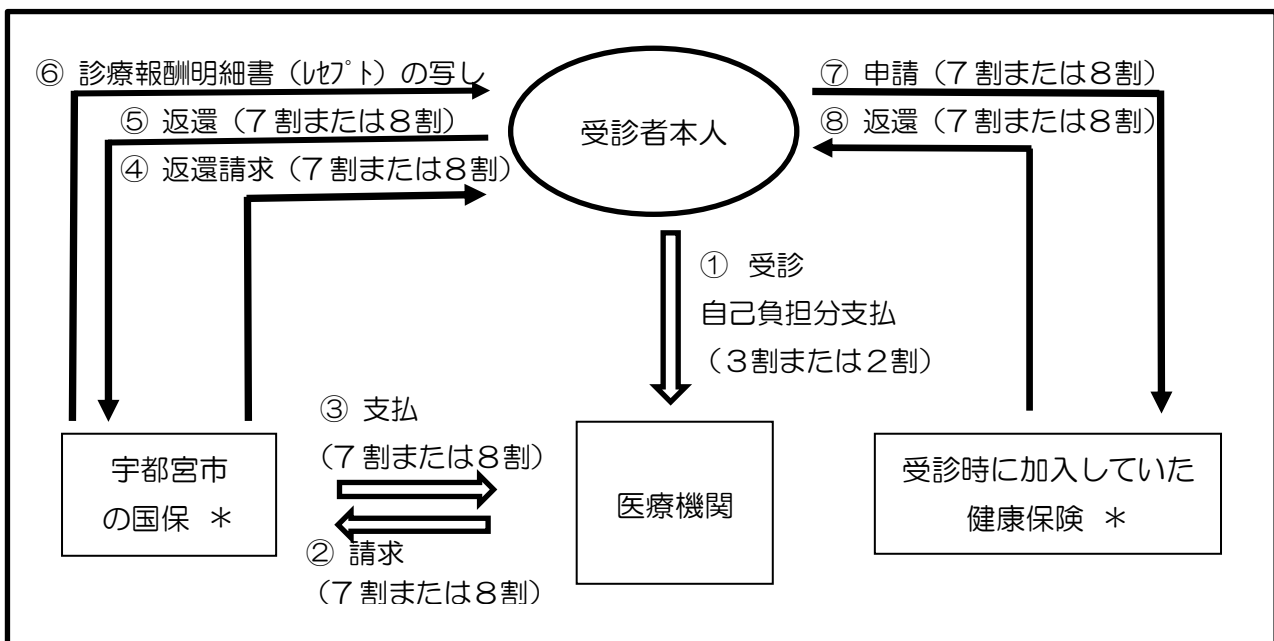 ⑥ 診療報酬明細書（ﾚｾﾌﾟﾄ）の写し
⑤ 返還（７割または８割）
④ 返還請求（７割または８割）
受診者本人
⑦ 申請（７割または８割）
⑧ 返還（７割または８割）
① 受診
自己負担分支払
（３割または２割）
③ 支払
（７割または８割）
② 請求
（７割または８割）
宇都宮市
の国保 ＊
医療機関
受診時に加入していた
健康保険 ＊